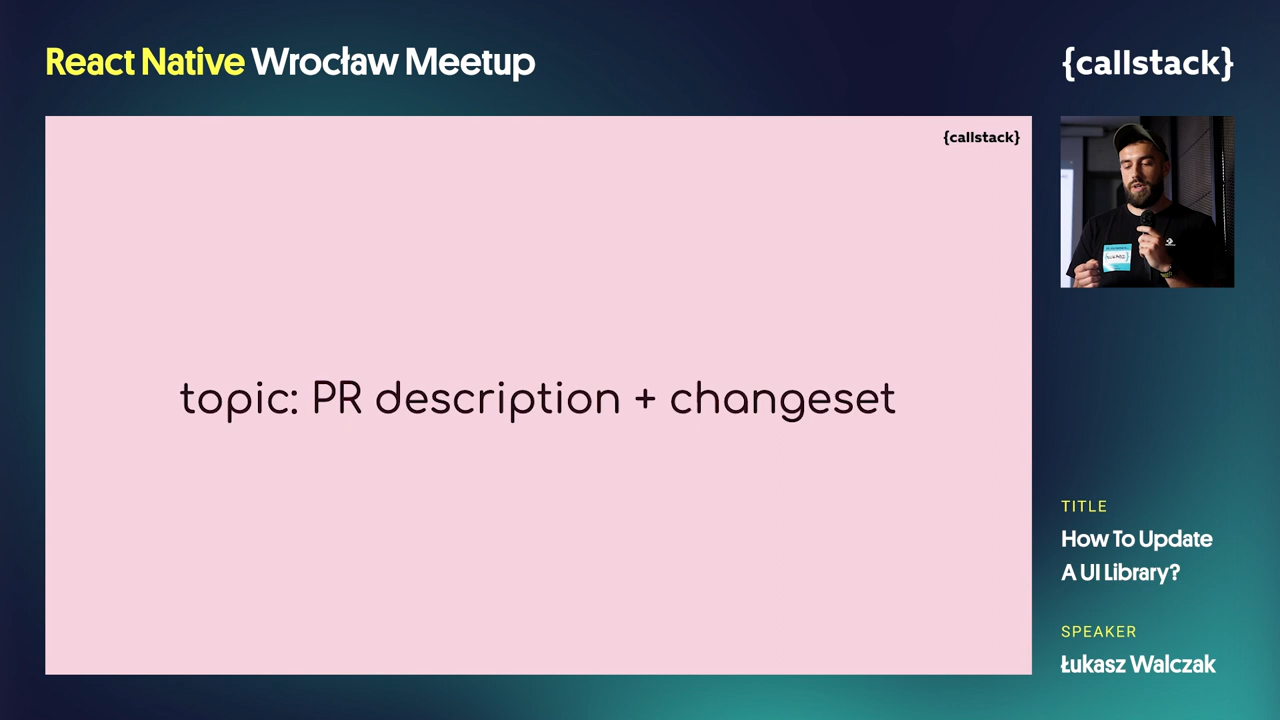 React Native Wrocław Meetup
{callstack}
{callstack}
topic: PR description + changeset
TITLE
How To Update
A UI Library?
SPEAKER
Łukasz Walczak